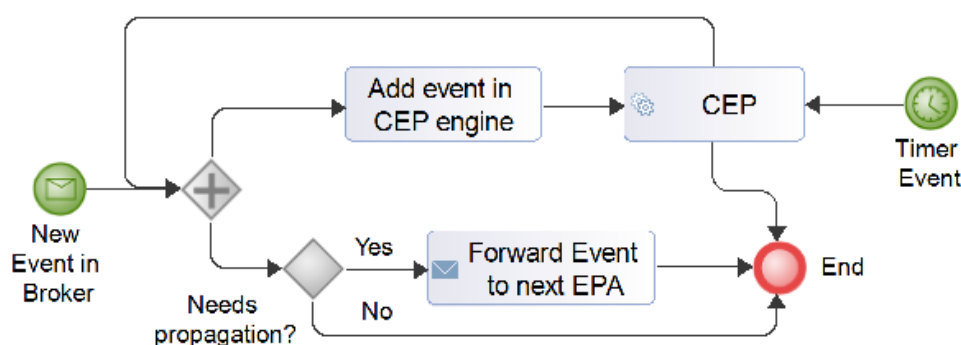 Add event in
CEP engine
CEP
Timer
Event
New
Event in
Broker
Needs
propagation?
Yes
No
Forward Event
to next EPA
End